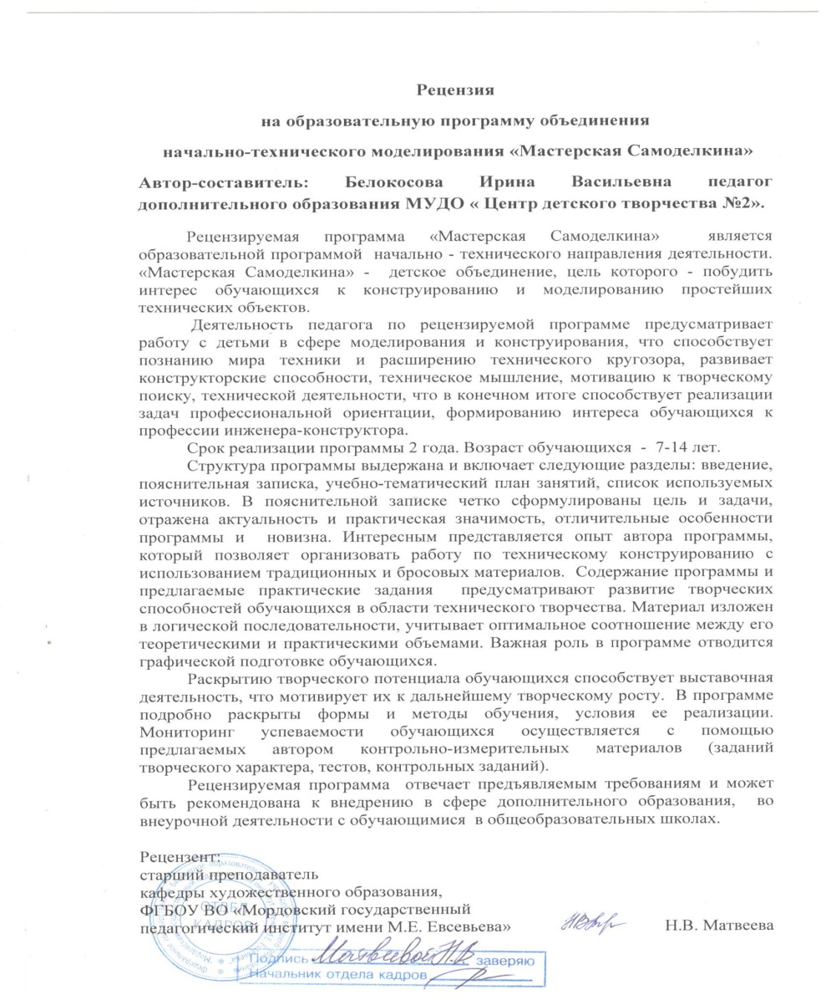 Рецензия
на образовательную программу объединения
начально-технического моделирования «Мастерская Самоделкина»
Автор-составитель: Белокосова Ирина Васильевна педагог
дополнительного образования МУДО « Центр детского творчества №2».
Рецензируемая программа «Мастерская Самоделкина» является
образовательной программой начально - технического направления деятельности.
«Мастерская Самоделкина» - детское объединение, цель которого - побудить
интерес обучающихся к конструированию и моделированию простейших
технических объектов.
Деятельность педагога по рецензируемой программе предусматривает
работу с детьми в сфере моделирования и конструирования, что способствует
познанию мира техники и расширению технического кругозора, развивает
конструкторские способности, техническое мышление, мотивацию к творческому
поиску, технической деятельности, что в конечном итоге способствует реализации
задач профессиональной ориентации, формированию интереса обучающихся к
профессии инженера-конструктора.
Срок реализации программы 2 года. Возраст обучающихся - 7-14 лет.
Структура программы выдержана и включает следующие разделы: введение,
пояснительная записка, учебно-тематический план занятий, список используемых
источников. В пояснительной записке четко сформулированы цель и задачи,
отражена актуальность и практическая значимость, отличительные особенности
программы и новизна. Интересным представляется опыт автора программы,
который позволяет организовать работу по техническому конструированию с
использованием традиционных и бросовых материалов. Содержание программы и
предлагаемые практические задания предусматривают развитие творческих
способностей обучающихся в области технического творчества. Материал изложен
в логической последовательности, учитывает оптимальное соотношение между его
теоретическими и практическими объемами. Важная роль в программе отводится
графической подготовке обучающихся.
Раскрытию творческого потенциала обучающихся способствует выставочная
деятельность, что мотивирует их к дальнейшему творческому росту. В программе
подробно раскрыты формы и методы обучения, условия ее реализации.
Мониторинг успеваемости обучающихся осуществляется с помощью
предлагаемых автором контрольно-измерительных материалов (заданий
творческого характера, тестов, контрольных заданий).
Рецензируемая программа отвечает предъявляемым требованиям и может
быть рекомендована к внедрению в сфере дополнительного образования, во
внеурочной деятельности с обучающимися в общеобразовательных школах.
Рецензент:
старший преподаватель
кафедры художественного образования,
ФГБОУ ВО «Мордовский государственный
педагогический институт имени М.Е. Евсевьева» Н.В. Матвеева
ОТДЕЛ
КАДРОВ
Подпись Матвеевой Н.В. заверяю
Начальник отдела кадров